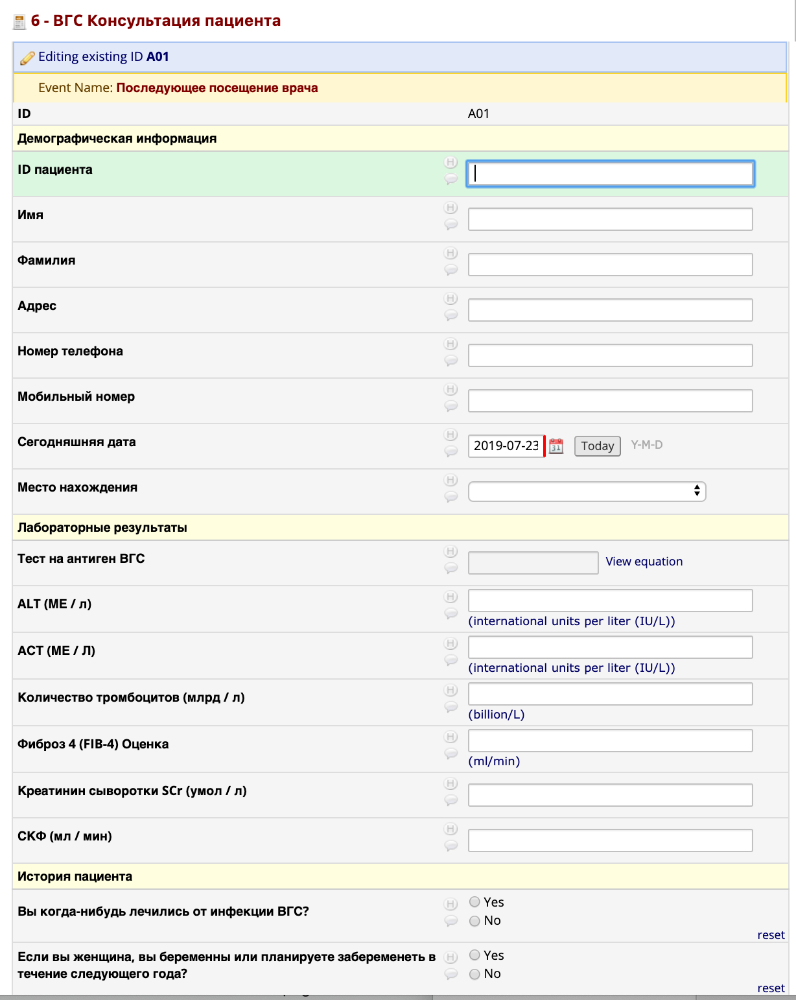 6 - ВГС Консультация пациента
Editing existing ID A01
Event Name: Последующее посещение врача
ID A01
Демографическая информация
ID пациента H
Имя H
Фамилия H
Адрес H
Номер телефона H
Мобильный номер H
Сегодняшняя дата H 2019-07-23 31 Today Y-M-D
Место нахождения H
Лабораторные результаты
Тест на антиген ВГС H View equation
ALT (МЕ / л) H
(international units per liter (IU/L))
АСТ (МЕ / Л) H
(international units per liter (IU/L))
Количество тромбоцитов (млрд / л) H
(billion/L)
Фиброз 4 (FIB-4) Оценка H
(ml/min)
Креатинин сыворотки SCr (умол / л) H
СКФ (мл / мин) H
История пациента
Вы когда-нибудь лечились от инфекции ВГС? H Yes
No
reset
Если вы женщина, вы беременны или планируете забеременеть в H Yes
течение следующего года? No
reset